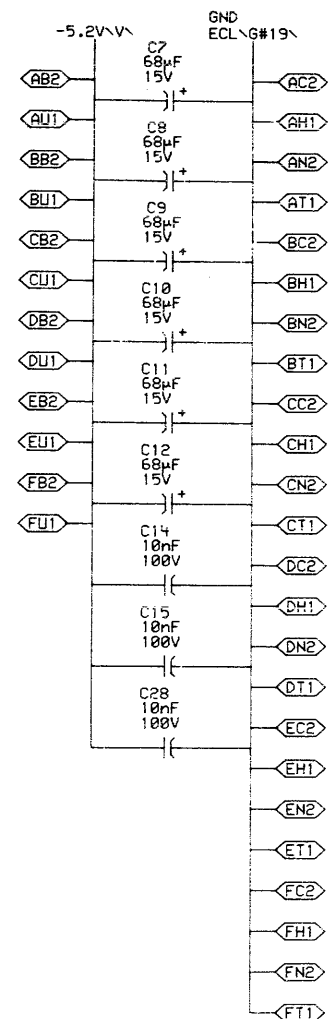 -5.2V\V\
GND
ECL\G#19\
C7
68µF
15V
+
AB2
AC2
AU1
AH1
C8
68µF
15V
+
BB2
AN2
BU1
AT1
C9
68µF
15V
+
CB2
BC2
CU1
BH1
C10
68µF
15V
+
DB2
BN2
DU1
BT1
C11
68µF
15V
+
EB2
CC2
EU1
CH1
C12
68µF
15V
+
FB2
CN2
FU1
CT1
C14
10nF
100V
DC2
DH1
C15
10nF
100V
DN2
DT1
C28
10nF
100V
EC2
EH1
EN2
ET1
FC2
FH1
FN2
FT1